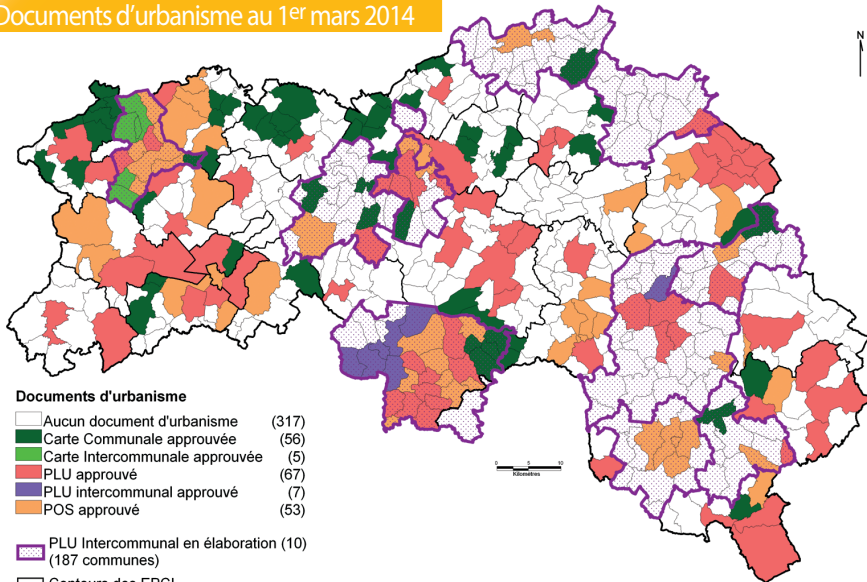 Documents d'urbanisme au 1er mars 2014
N
Documents d'urbanisme
Aucun document d'urbanisme (317)
Carte Communale approuvée (56)
Carte Intercommunale approuvée (5)
PLU approuvé (67)
PLU intercommunal approuvé (7)
POS approuvé (53)
PLU Intercommunal en élaboration (10)
(187 communes)
0 5 10
Kilomètres